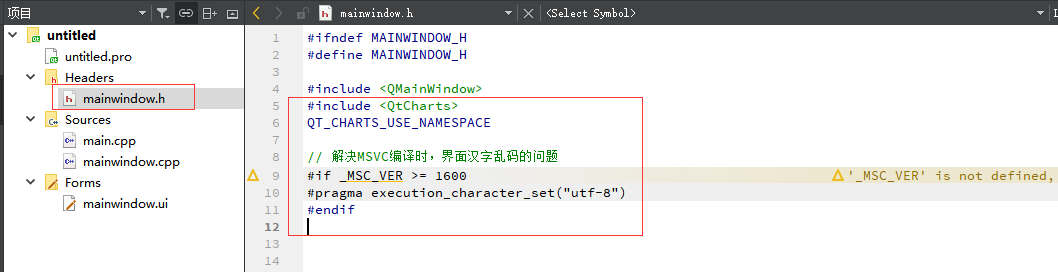 项目
mainwindow.h
<Select Symbol>
untitled
untitled.pro
Headers
mainwindow.h
Sources
main.cpp
mainwindow.cpp
Forms
mainwindow.ui
1 #ifndef MAINWINDOW_H
2 #define MAINWINDOW_H
3
4 #include <QMainWindow>
5 #include <QtCharts>
6 QT_CHARTS_USE_NAMESPACE
7
8 // 解决MSVC编译时，界面汉字乱码的问题
9 #if _MSC_VER >= 1600 '_MSC_VER' is not defined,
10 #pragma execution_character_set("utf-8")
11 #endif
12
13
14